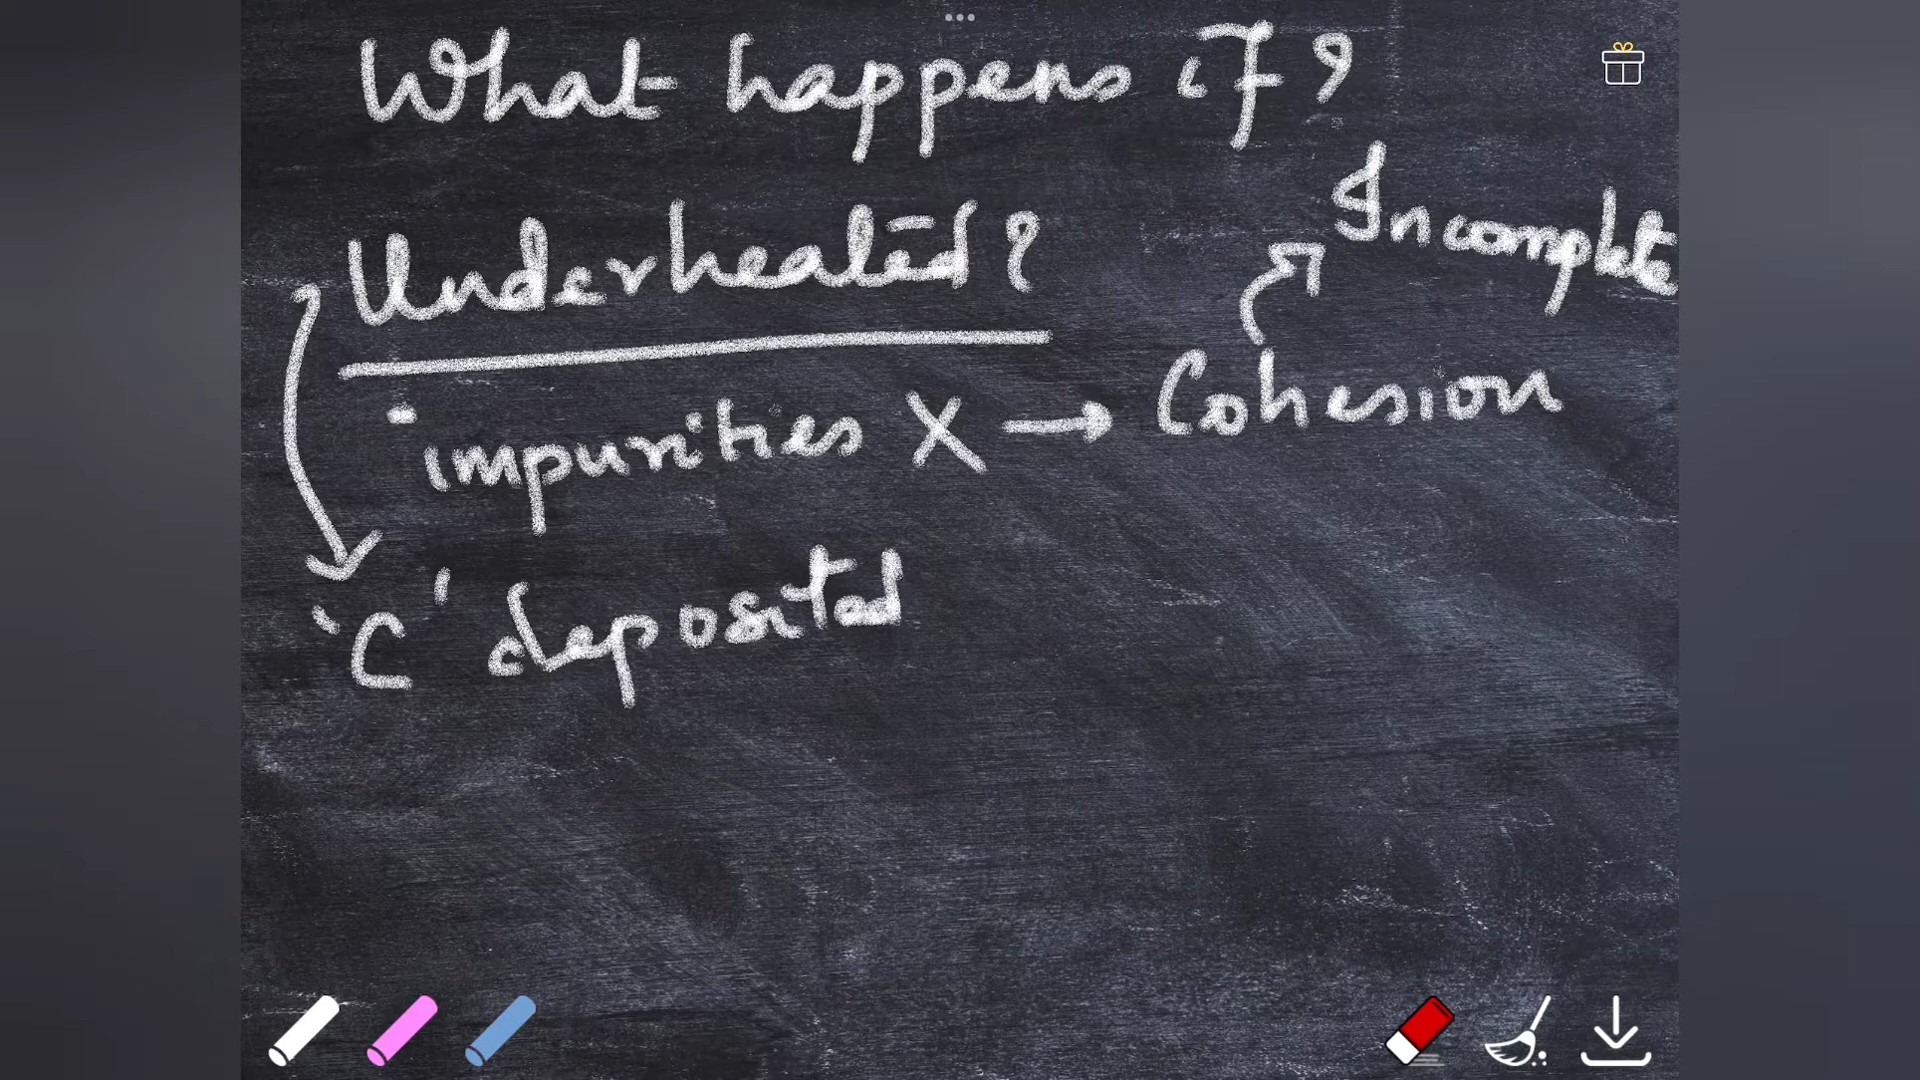 What happens if?
Underheated?
Incomplete
- impurities X → Cohesion
'C' deposited